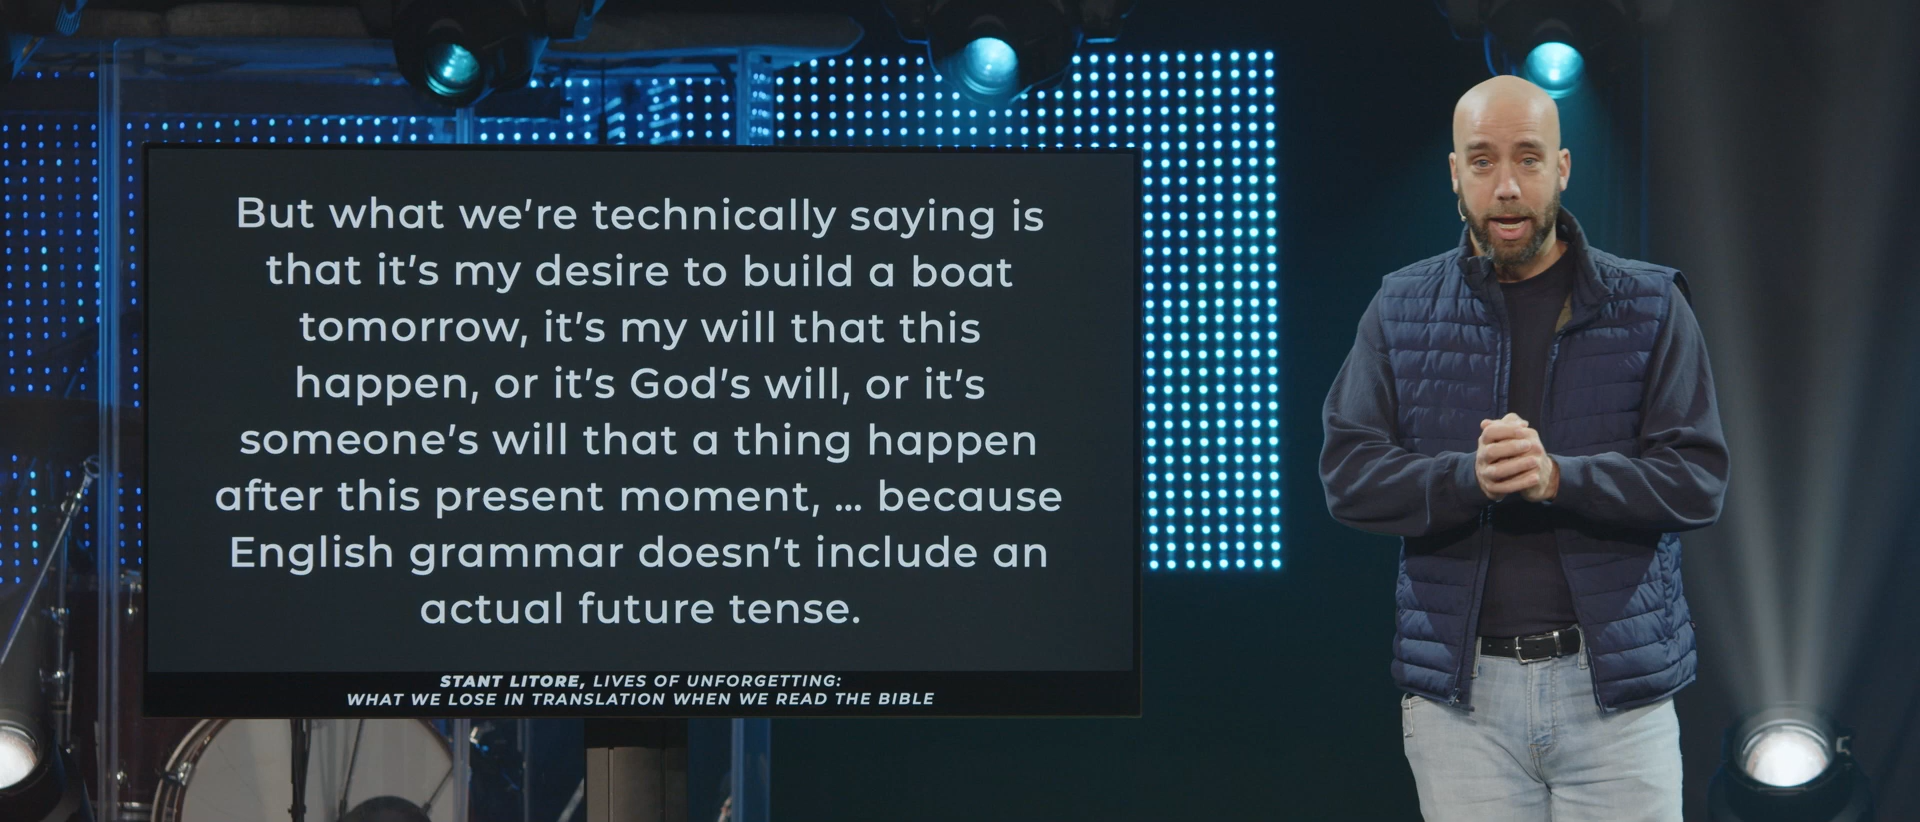 But what we’re technically saying is
that it’s my desire to build a boat
tomorrow, it’s my will that this
happen, or it’s God’s will, or it’s
someone’s will that a thing happen
after this present moment, ... because
English grammar doesn’t include an
actual future tense.
STANT LITORE, LIVES OF UNFORGETTING:
WHAT WE LOSE IN TRANSLATION WHEN WE READ THE BIBLE